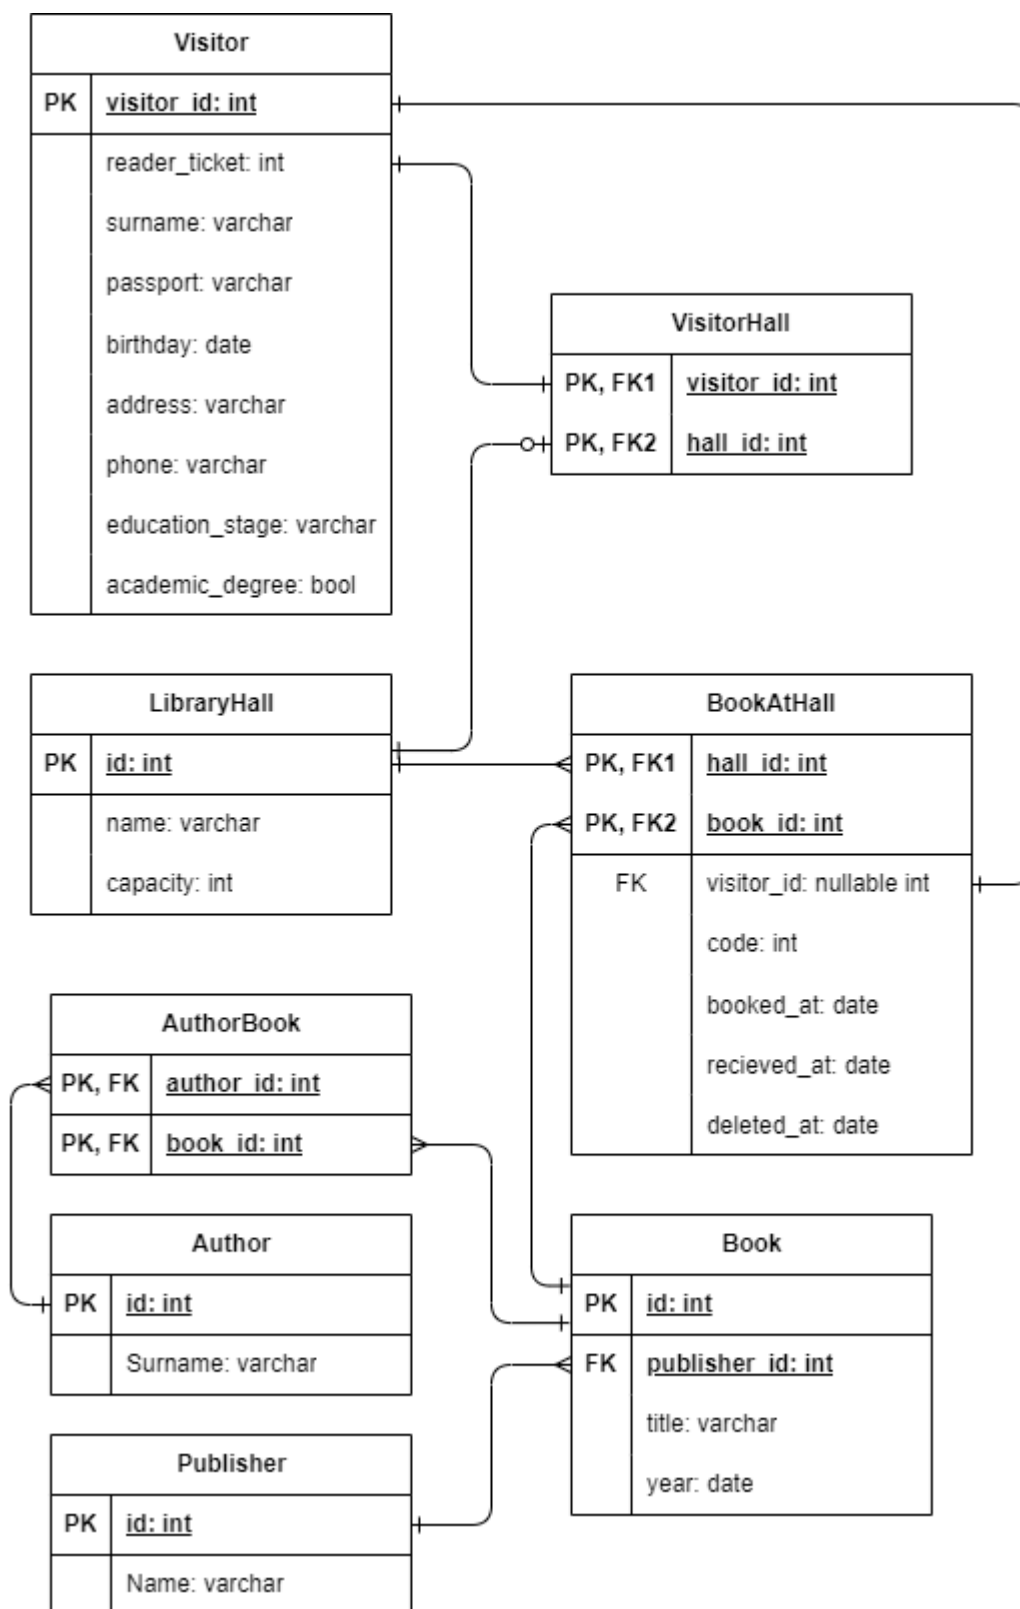 Visitor
PK visitor_id: int
reader_ticket: int
surname: varchar
passport: varchar
birthday: date
address: varchar
phone: varchar
education_stage: varchar
academic_degree: bool
VisitorHall
PK, FK1 visitor_id: int
PK, FK2 hall_id: int
LibraryHall
PK id: int
name: varchar
capacity: int
BookAtHall
PK, FK1 hall_id: int
PK, FK2 book_id: int
FK visitor_id: nullable int
code: int
booked_at: date
recieved_at: date
deleted_at: date
AuthorBook
PK, FK author_id: int
PK, FK book_id: int
Author
PK id: int
Surname: varchar
Book
PK id: int
FK publisher_id: int
title: varchar
year: date
Publisher
PK id: int
Name: varchar